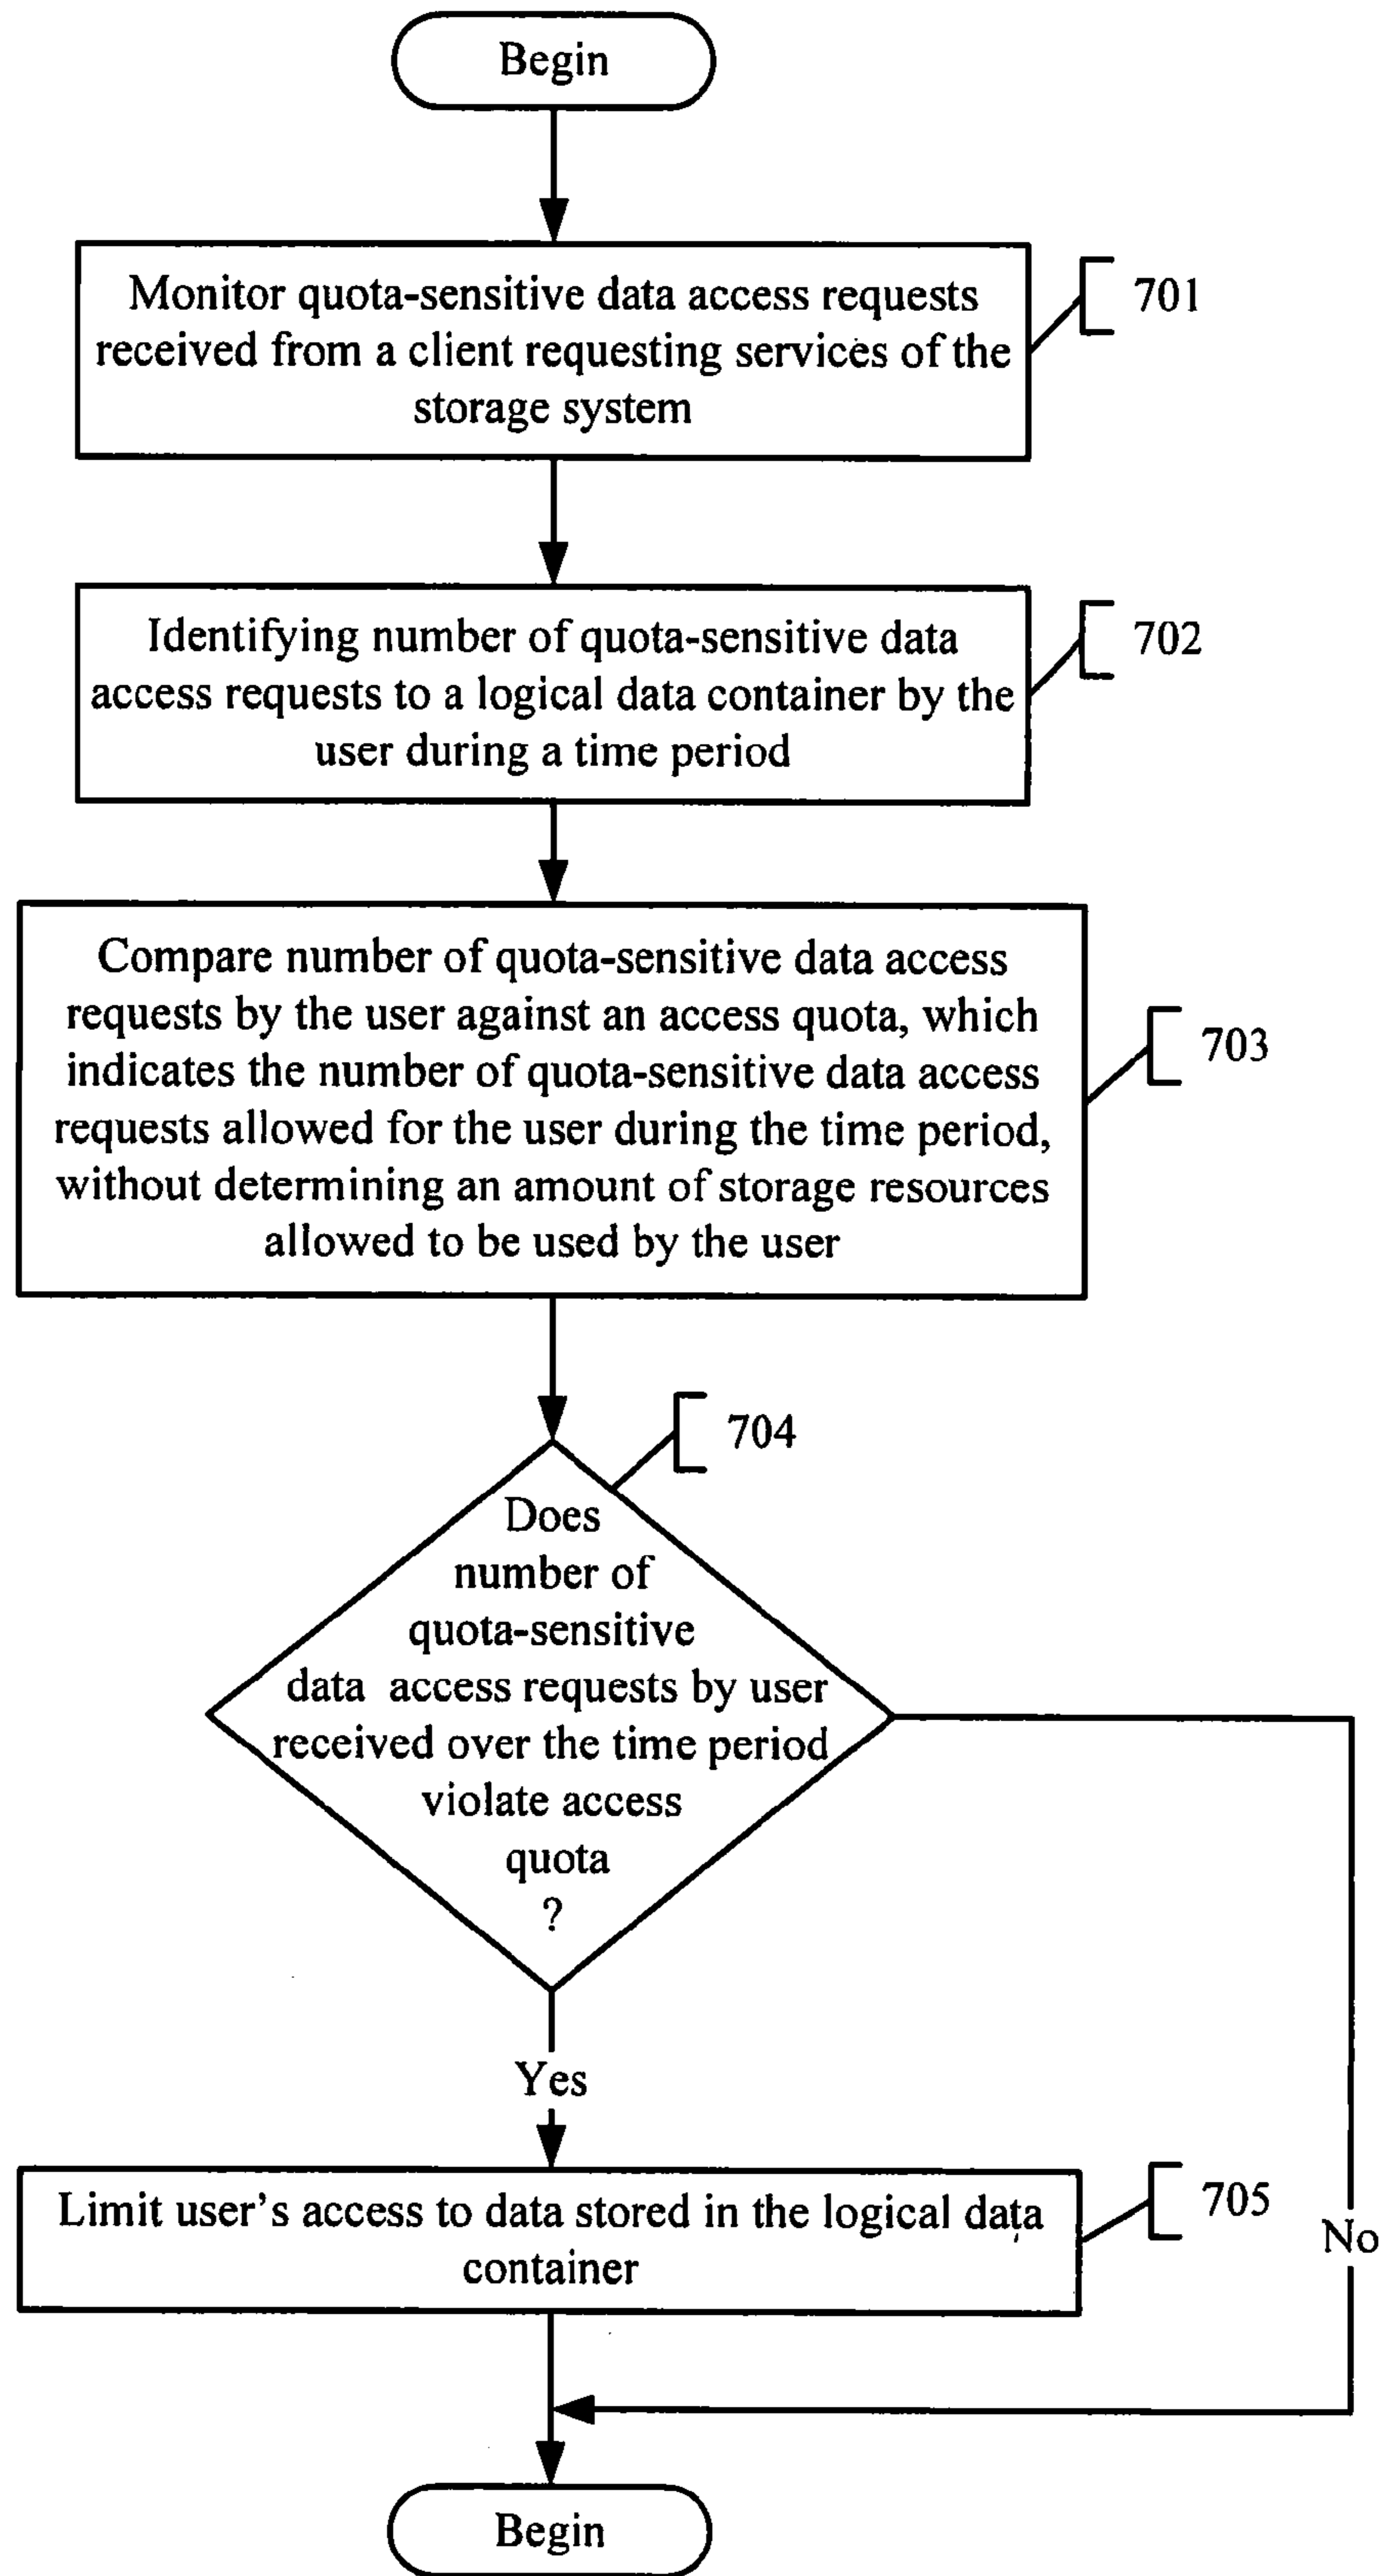 Begin
Monitor quota-sensitive data access requests
received from a client requesting services of the
storage system
701
Identifying number of quota-sensitive data
access requests to a logical data container by the
user during a time period
702
Compare number of quota-sensitive data access
requests by the user against an access quota, which
indicates the number of quota-sensitive data access
requests allowed for the user during the time period,
without determining an amount of storage resources
allowed to be used by the user
703
704
Does
number of
quota-sensitive
data access requests by user
received over the time period
violate access
quota
?
Yes
Limit user's access to data stored in the logical data
container
705
No
Begin